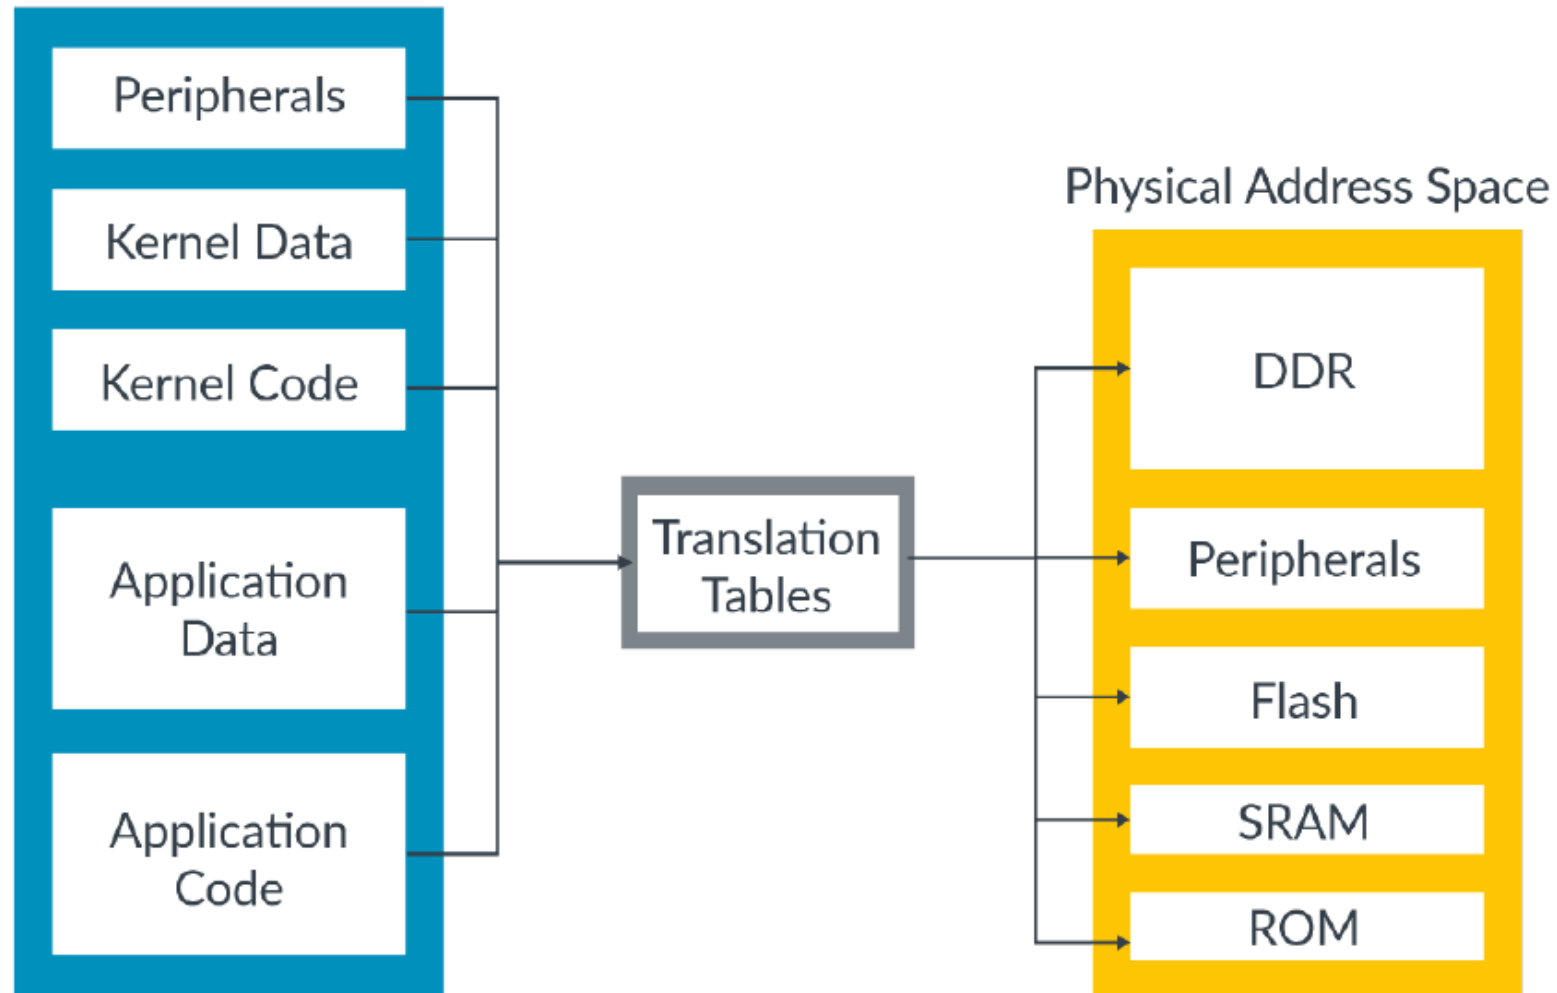 Peripherals
Kernel Data
Kernel Code
Application
Data
Application
Code
Translation
Tables
Physical Address Space
DDR
Peripherals
Flash
SRAM
ROM